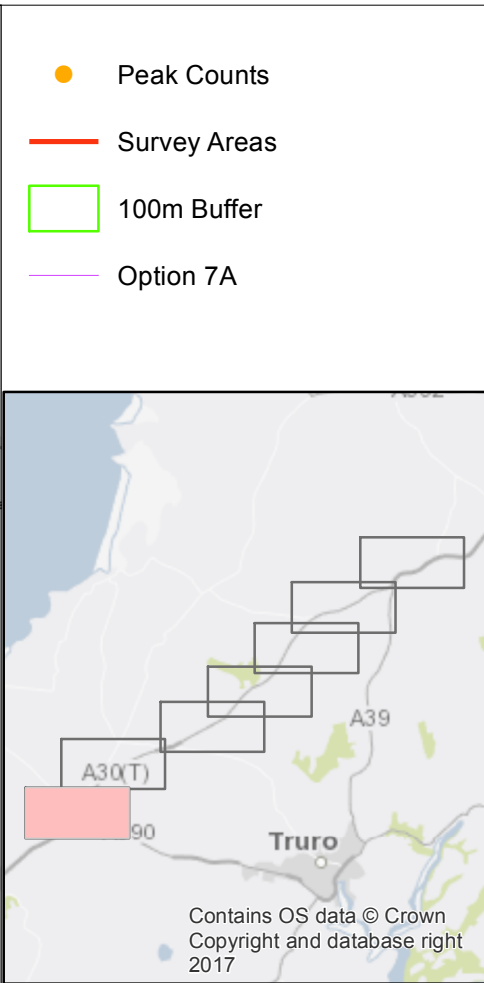 Peak Counts
Survey Areas
100m Buffer
Option 7A
A39
A30(T)
90
Truro
Contains OS data © Crown
Copyright and database right
2017